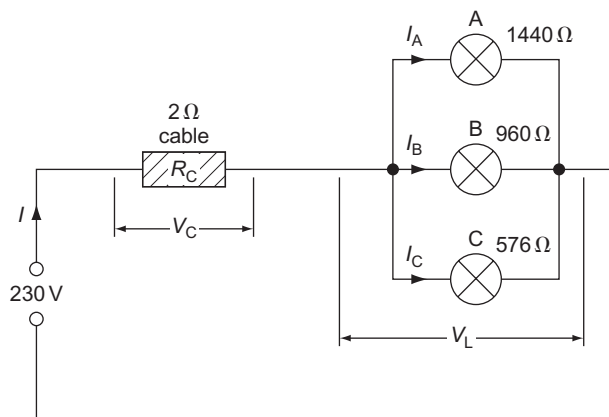 A
I_A
1440 Ω
2 Ω
cable
B
I_B
960 Ω
R_C
I
V_C
C
I_C
576 Ω
230 V
V_L